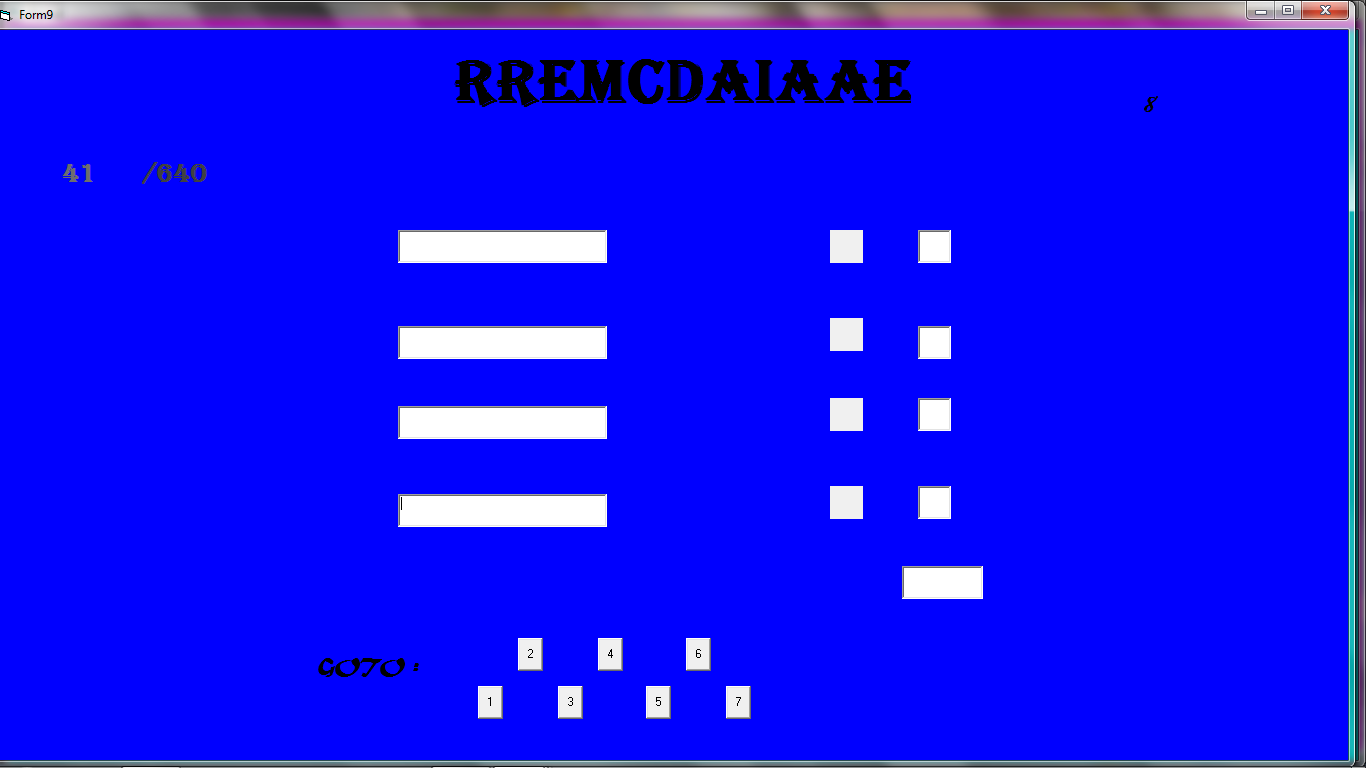 Form9
RREMCDAIAAE
8
41 /640
GOTO :
2 4 6
1 3 5 7